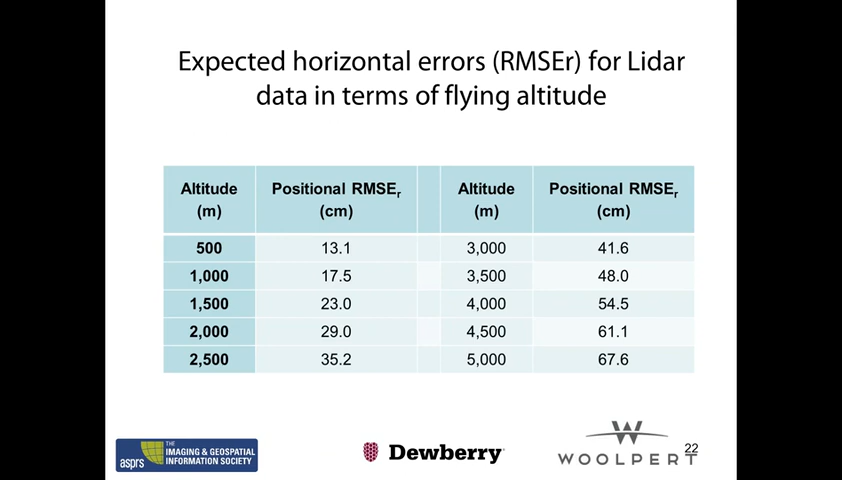 Expected horizontal errors (RMSEr) for Lidar
data in terms of flying altitude
Altitude (m) Positional RMSEr (cm) Altitude (m) Positional RMSEr (cm)
500 13.1 3,000 41.6
1,000 17.5 3,500 48.0
1,500 23.0 4,000 54.5
2,000 29.0 4,500 61.1
2,500 35.2 5,000 67.6
asprs THE
IMAGING & GEOSPATIAL
INFORMATION SOCIETY
Dewberry
WOOLPERT
22